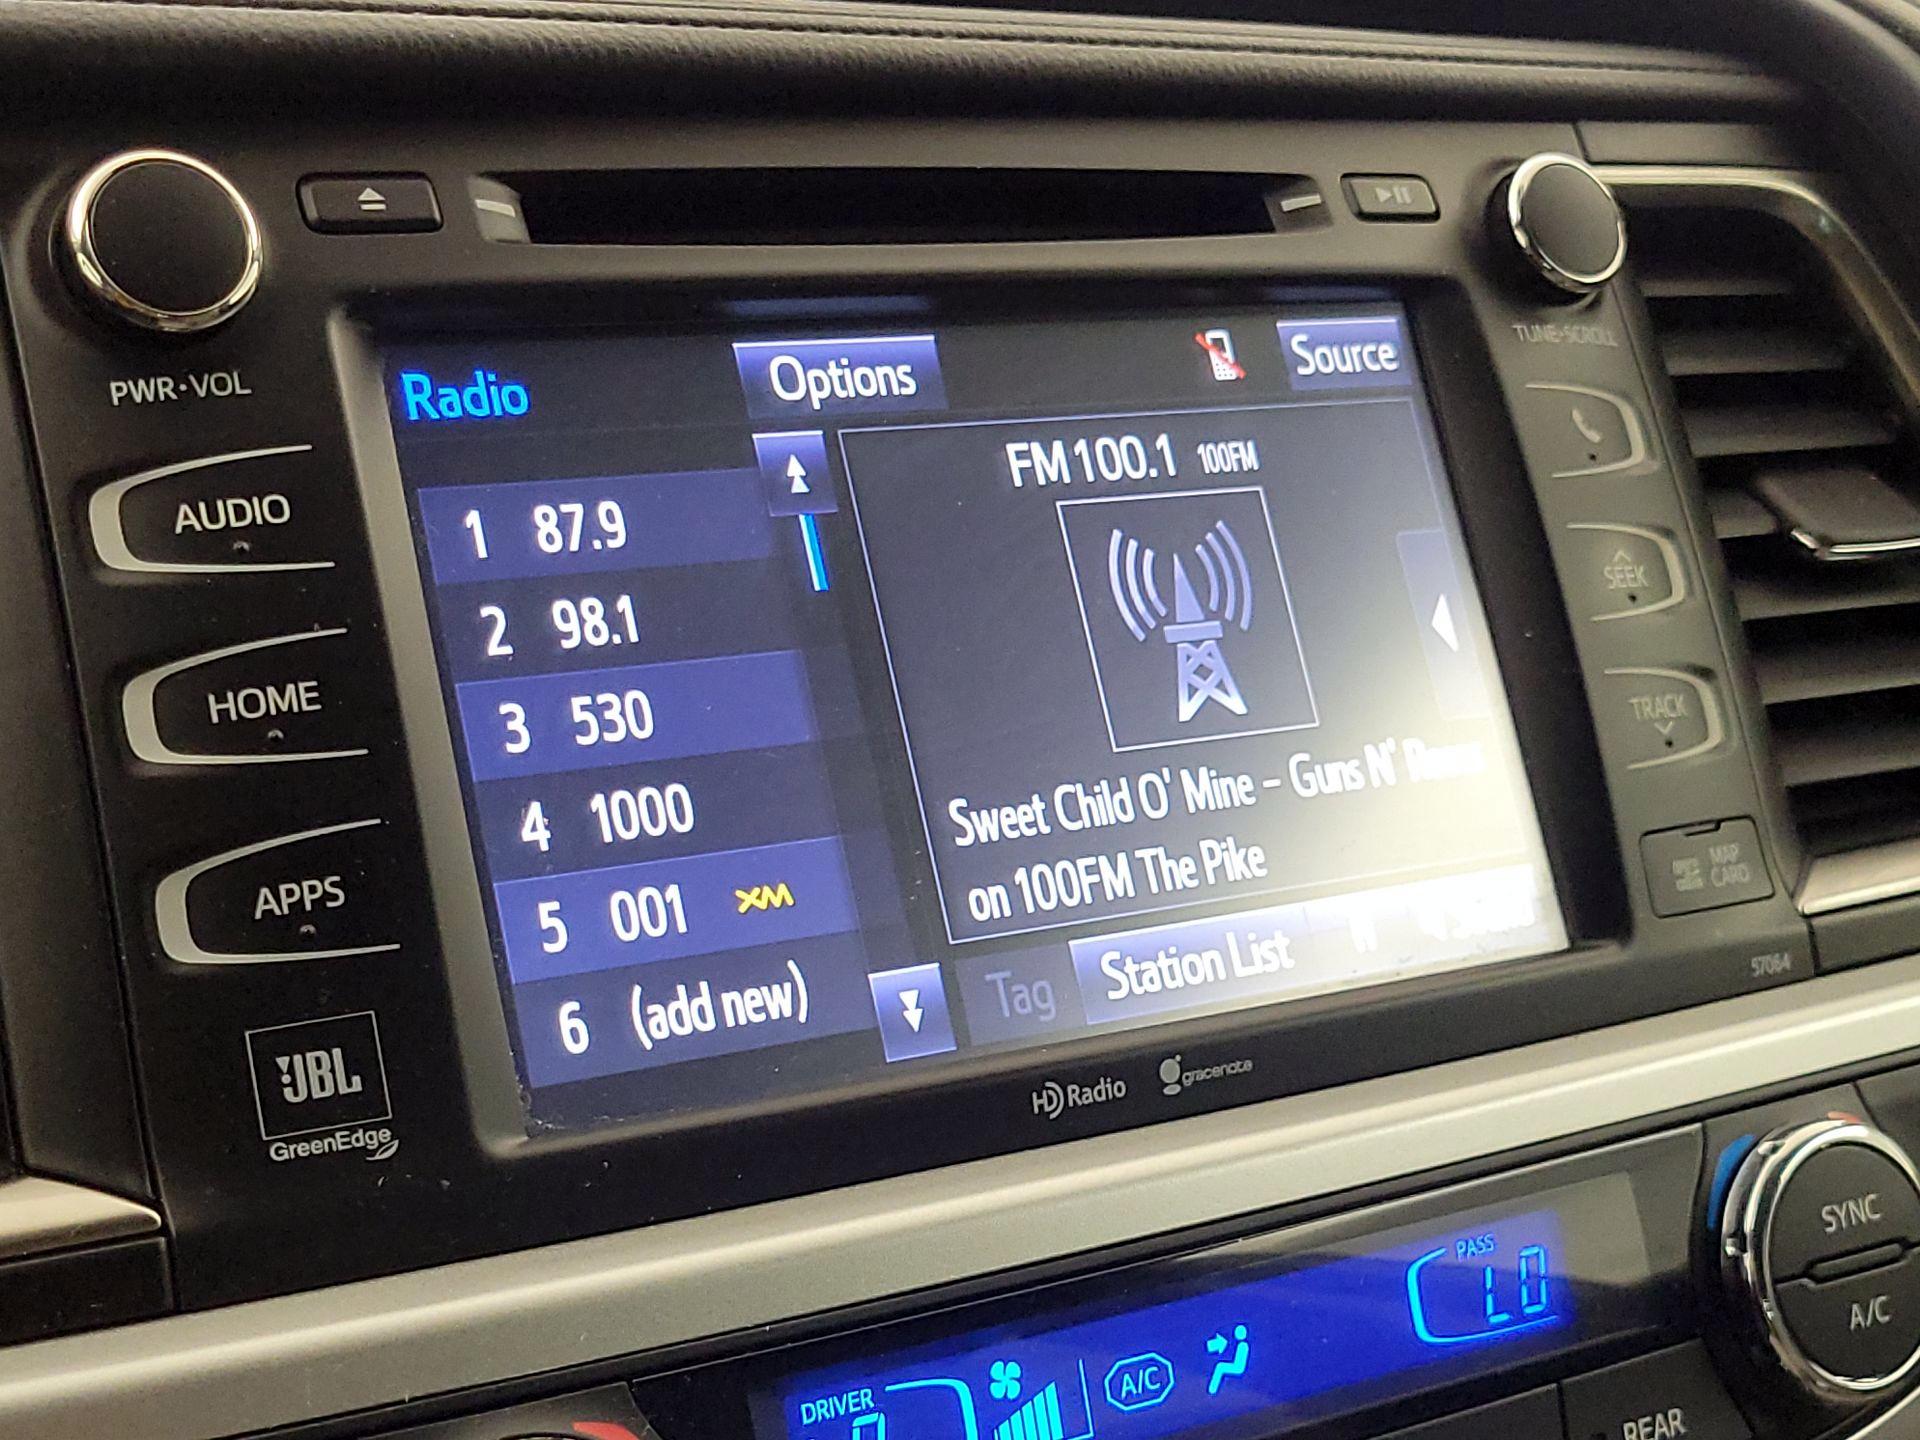 PWR·VOL
TUNE·SCROLL
AUDIO
HOME
APPS
JBL
GreenEdge
Radio
Options
Source
FM 100.1 100FM
1 87.9
2 98.1
3 530
4 1000
5 001 XM
6 (add new)
Sweet Child O' Mine - Guns N'
on 100FM The Pike
Tag
Station List
SEEK
TRACK
MAP
CARD
57064
HD Radio
gracenote
SYNC
A/C
PASS
LO
DRIVER
A/C
REAR